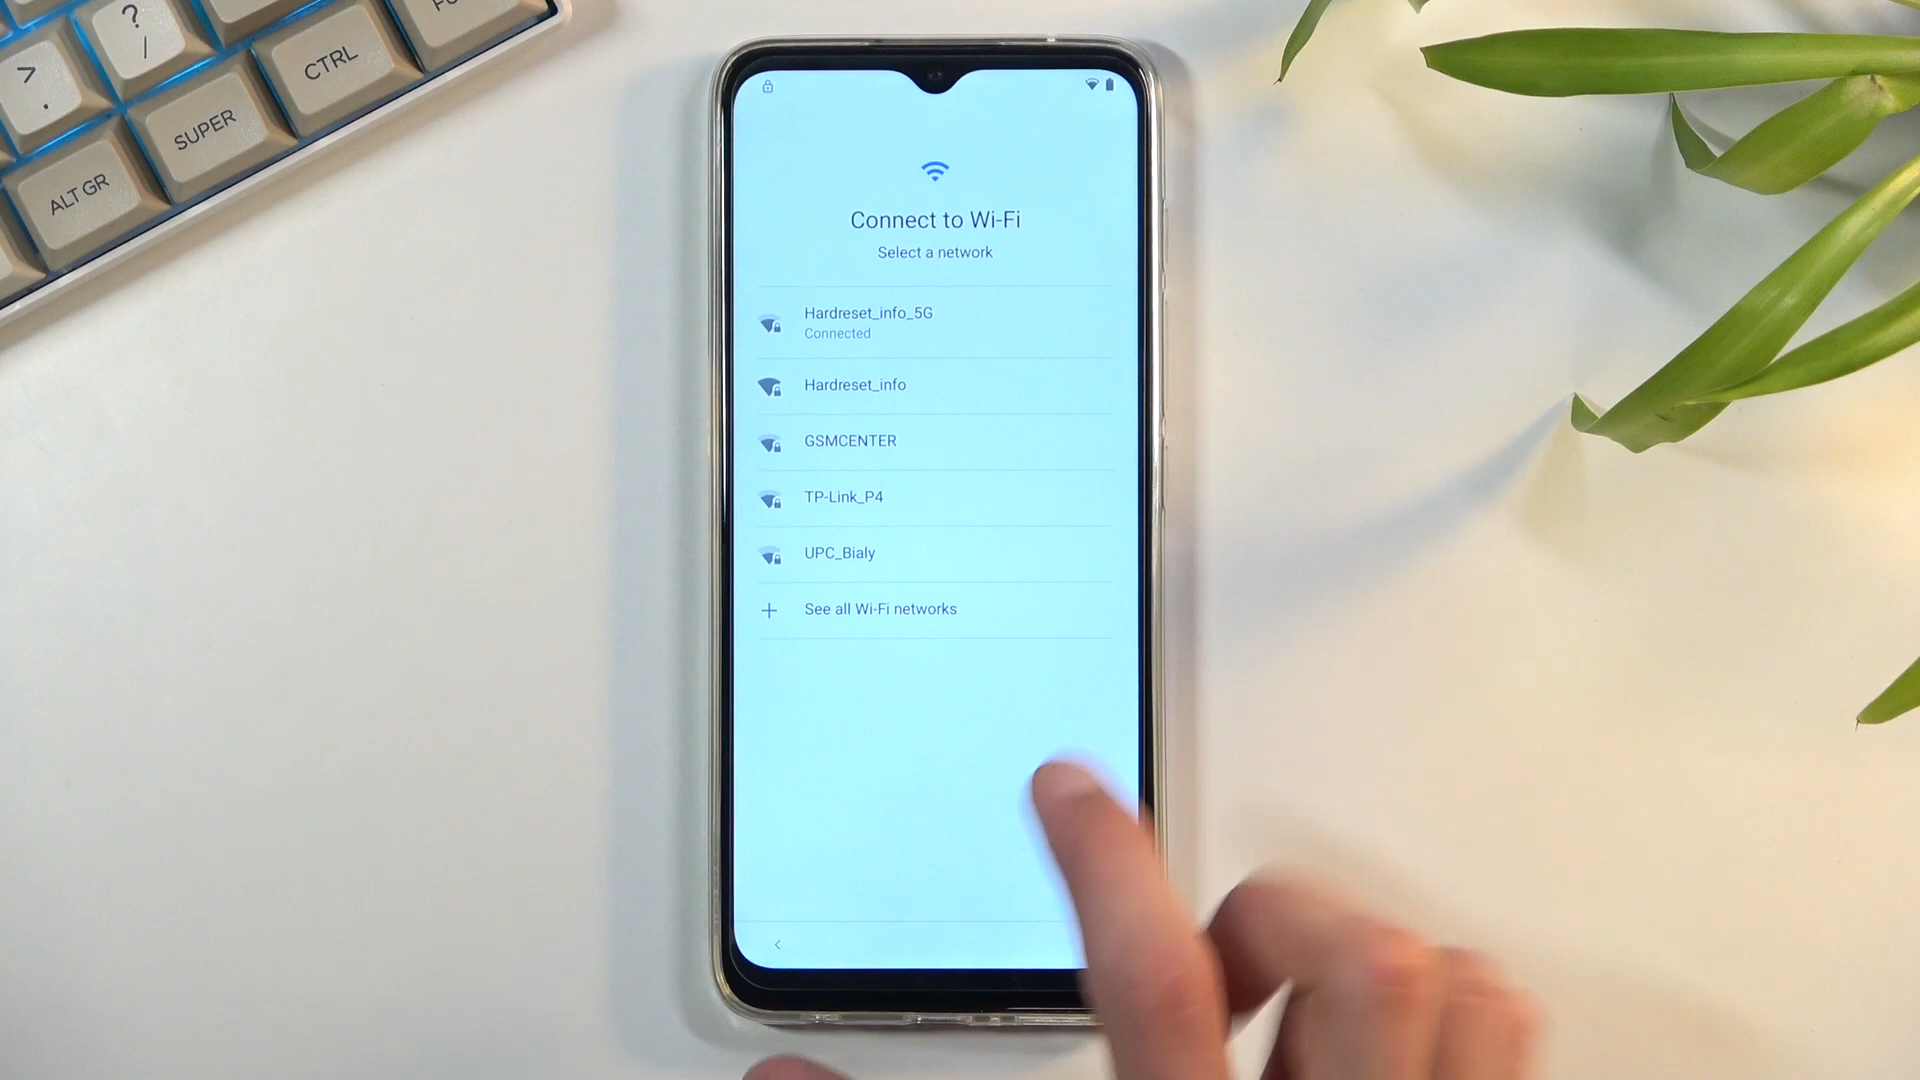 ?
/
>
.
CTRL
SUPER
ALT GR
Connect to Wi-Fi
Select a network
Hardreset_info_5G
Connected
Hardreset_info
GSMCENTER
TP-Link_P4
UPC_Bialy
See all Wi-Fi networks